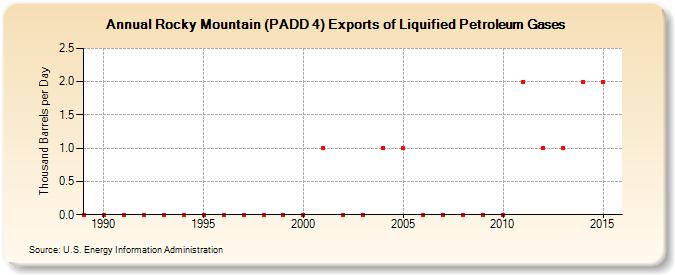 Annual Rocky Mountain (PADD 4) Exports of Liquified Petroleum Gases
Thousand Barrels per Day
2.5
2.0
1.5
1.0
0.5
0.0
1990 1995 2000 2005 2010 2015
Source: U.S. Energy Information Administration